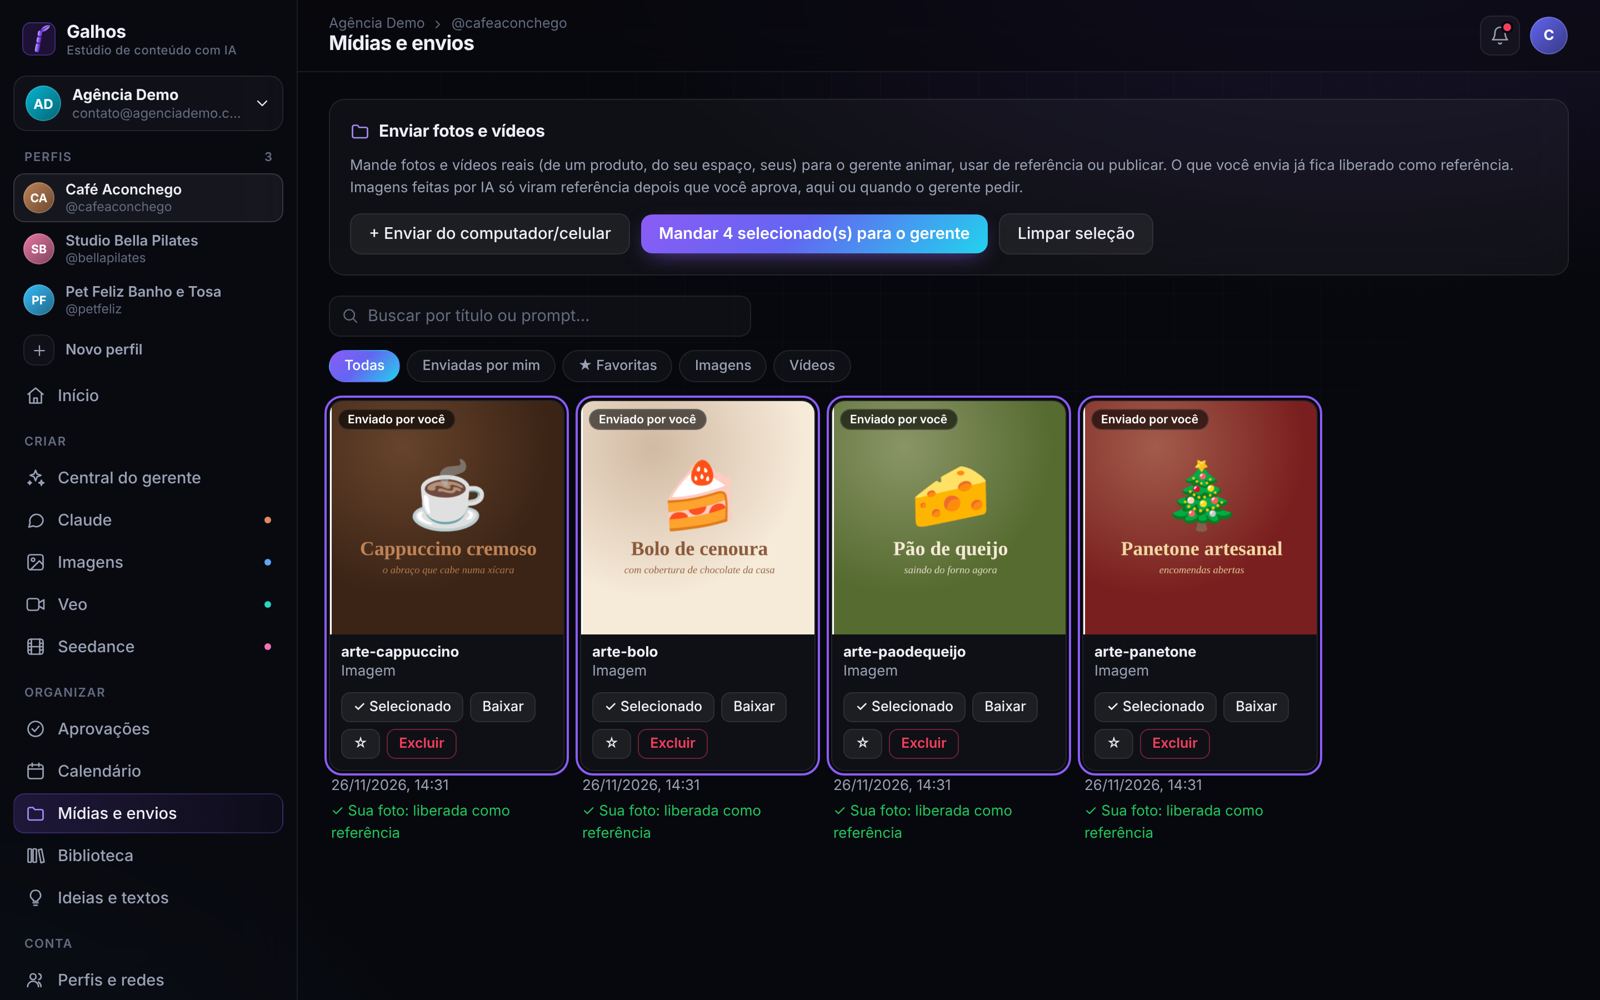 Galhos
Estúdio de conteúdo com IA
AD
Agência Demo
contato@agenciademo.c...
PERFIS 3
CA
Café Aconchego
@cafeaconchego
SB
Studio Bella Pilates
@bellapilates
PF
Pet Feliz Banho e Tosa
@petfeliz
+ Novo perfil
Início
CRIAR
Central do gerente
Claude
Imagens
Veo
Seedance
ORGANIZAR
Aprovações
Calendário
Mídias e envios
Biblioteca
Ideias e textos
CONTA
Perfis e redes
Agência Demo › @cafeaconchego
Mídias e envios
C
Enviar fotos e vídeos
Mande fotos e vídeos reais (de um produto, do seu espaço, seus) para o gerente animar, usar de referência ou publicar. O que você envia já fica liberado como referência.
Imagens feitas por IA só viram referência depois que você aprova, aqui ou quando o gerente pedir.
+ Enviar do computador/celular
Mandar 4 selecionado(s) para o gerente
Limpar seleção
Buscar por título ou prompt...
Todas
Enviadas por mim
★ Favoritas
Imagens
Vídeos
Enviado por você
Cappuccino cremoso
o abraço que cabe numa xícara
arte-cappuccino
Imagem
✓ Selecionado
Baixar
☆
Excluir
26/11/2026, 14:31
✓ Sua foto: liberada como
referência
Enviado por você
Bolo de cenoura
com cobertura de chocolate da casa
arte-bolo
Imagem
✓ Selecionado
Baixar
☆
Excluir
26/11/2026, 14:31
✓ Sua foto: liberada como
referência
Enviado por você
Pão de queijo
saindo do forno agora
arte-paodequeijo
Imagem
✓ Selecionado
Baixar
☆
Excluir
26/11/2026, 14:31
✓ Sua foto: liberada como
referência
Enviado por você
Panetone artesanal
encomendas abertas
arte-panetone
Imagem
✓ Selecionado
Baixar
☆
Excluir
26/11/2026, 14:31
✓ Sua foto: liberada como
referência